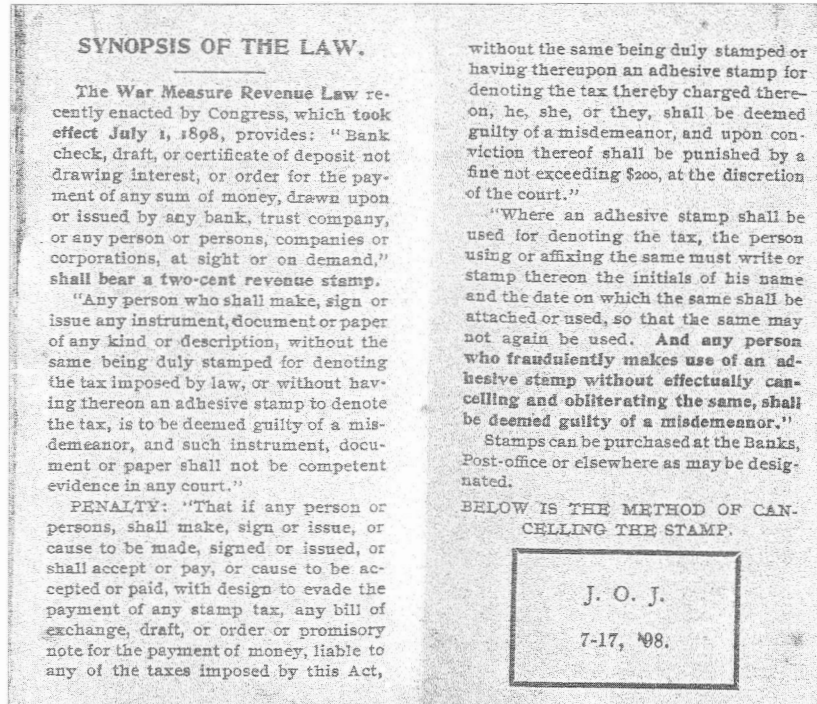 SYNOPSIS OF THE LAW.
The War Measure Revenue Law re-
cently enacted by Congress, which took
effect July 1, 1898, provides: "Bank
check, draft, or certificate of deposit not
drawing interest, or order for the pay-
ment of any sum of money, drawn upon
or issued by any bank, trust company,
or any person or persons, companies or
corporations, at sight or on demand,"
shall bear a two-cent revenue stamp.
"Any person who shall make, sign or
issue any instrument, document or paper
of any kind or description, without the
same being duly stamped for denoting
the tax imposed by law, or without hav-
ing thereon an adhesive stamp to denote
the tax, is to be deemed guilty of a mis-
demeanor, and such instrument, docu-
ment or paper shall not be competent
evidence in any court."
PENALTY: "That if any person or
persons, shall make, sign or issue, or
cause to be made, signed or issued, or
shall accept or pay, or cause to be ac-
cepted or paid, with design to evade the
payment of any stamp tax, any bill of
exchange, draft, or order or promisory
note for the payment of money, liable to
any of the taxes imposed by this Act,
without the same being duly stamped or
having thereupon an adhesive stamp for
denoting the tax thereby charged there-
on, he, she, or they, shall be deemed
guilty of a misdemeanor, and upon con-
viction thereof shall be punished by a
fine not exceeding $200, at the discretion
of the court."
"Where an adhesive stamp shall be
used for denoting the tax, the person
using or affixing the same must write or
stamp thereon the initials of his name
and the date on which the same shall be
attached or used, so that the same may
not again be used. And any person
who fraudulently makes use of an ad-
hesive stamp without effectually can-
celling and obliterating the same, shall
be deemed guilty of a misdemeanor."
Stamps can be purchased at the Banks,
Post-office or elsewhere as may be desig-
nated.
BELOW IS THE METHOD OF CAN-
CELLING THE STAMP.
J. O. J.
7-17, '98.